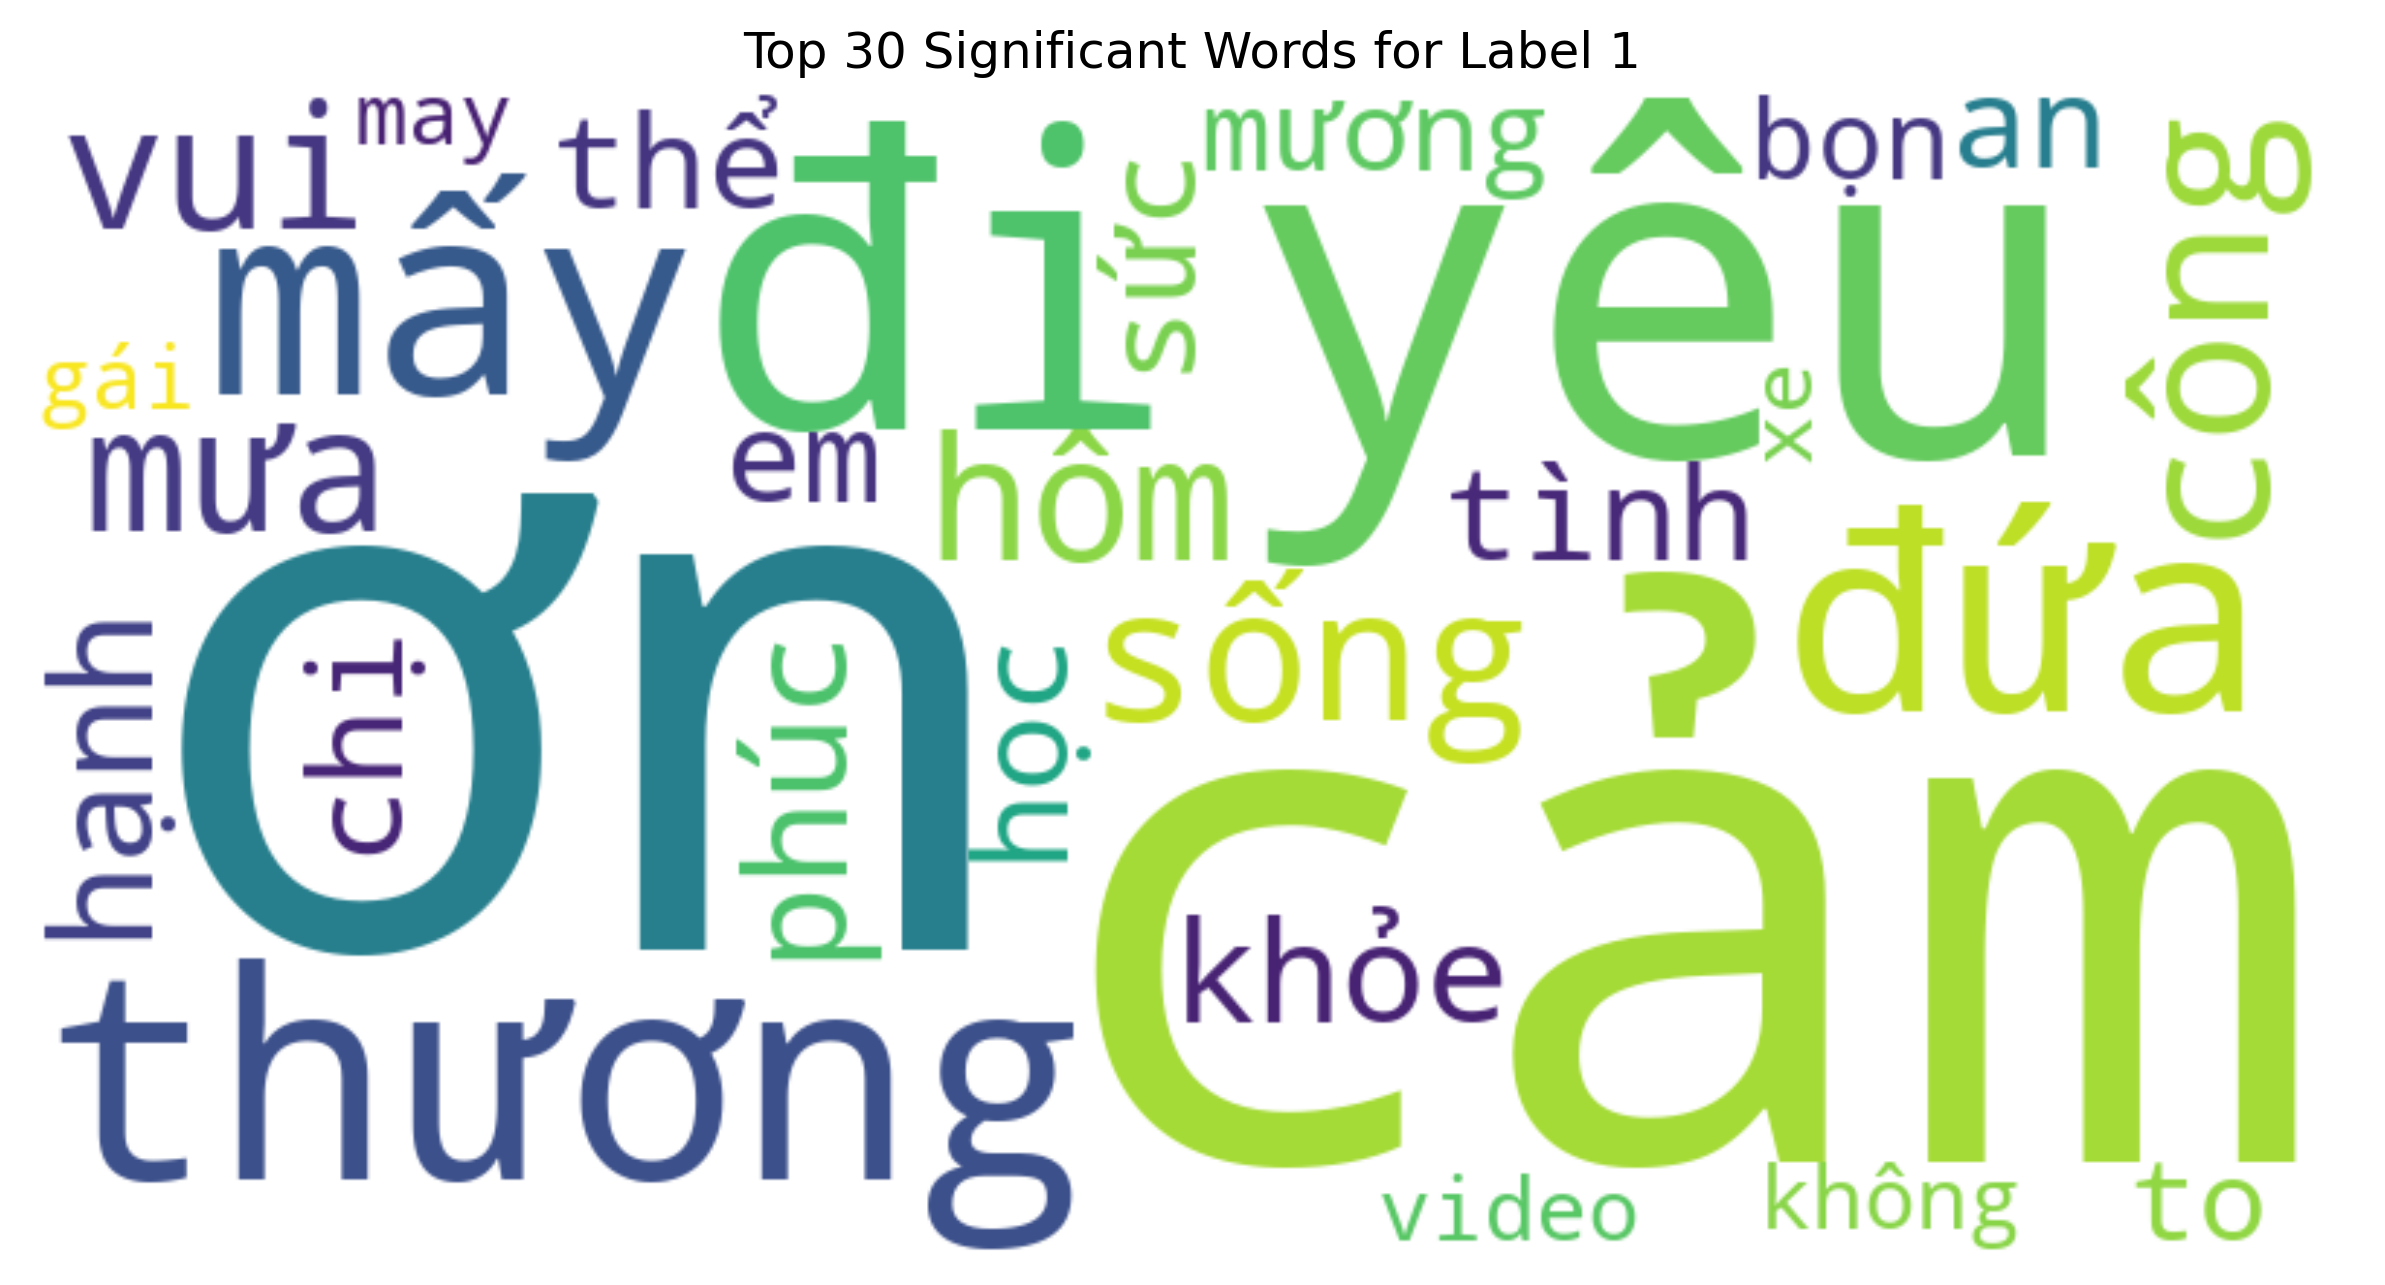 Top 30 Significant Words for Label 1
vui
may
thể
mương
bọn
an
mấy
đi
sức
yêu
công
gái
xe
mưa
em
hôm
tình
ơn
chị
hạnh
phúc
học
sống
đứa
cảm
khỏe
thương
video
không
to